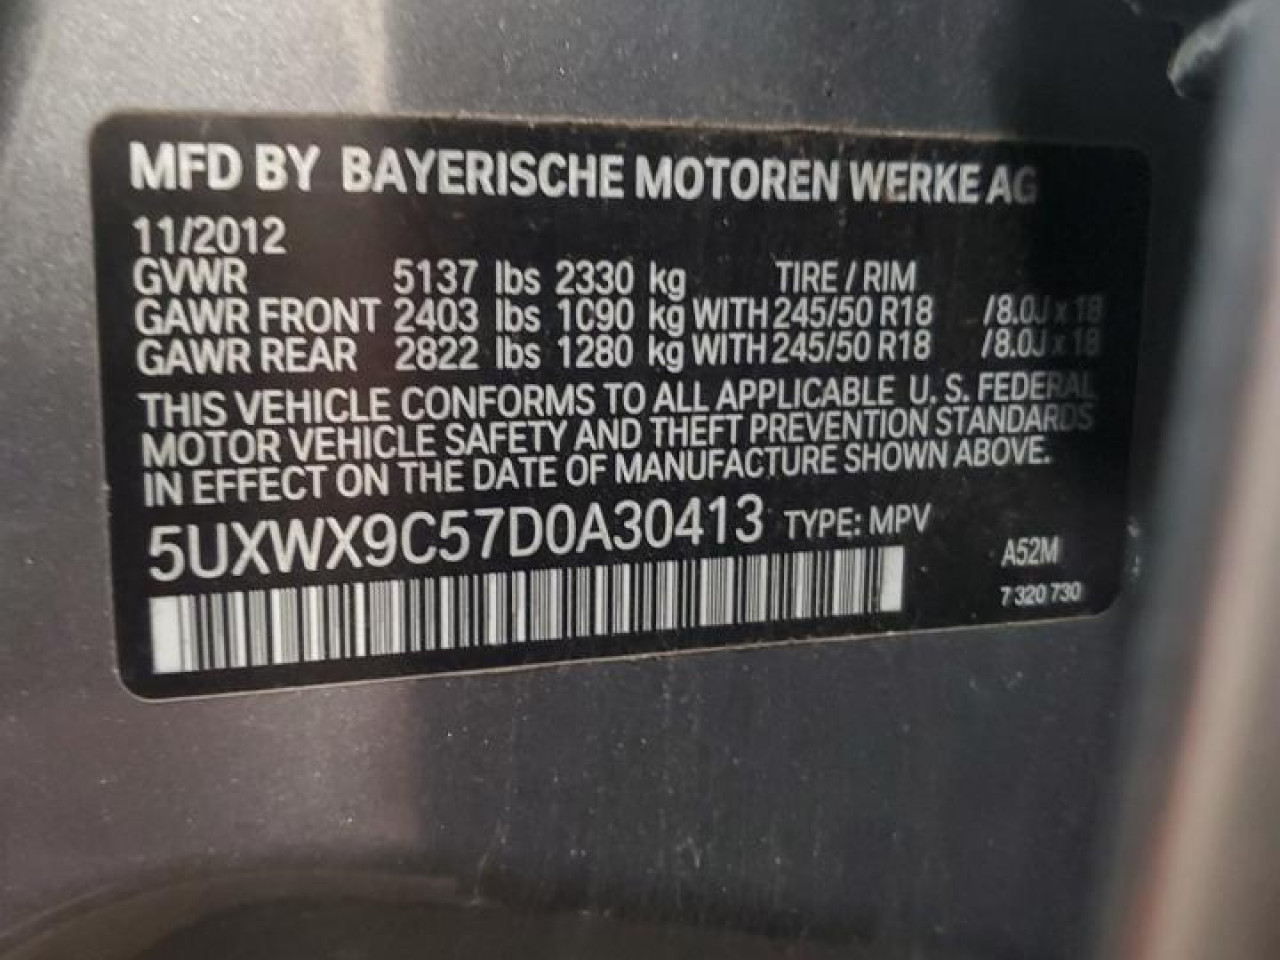 MFD BY BAYERISCHE MOTOREN WERKE AG
11/2012
GVWR 5137 lbs 2330 kg TIRE / RIM
GAWR FRONT 2403 lbs 1C90 kg WITH 245/50 R18 /8.0J x 18
GAWR REAR 2822 lbs 1280 kg WITH 245/50 R18 /8.0J x 18
THIS VEHICLE CONFORMS TO ALL APPLICABLE U. S. FEDERAL
MOTOR VEHICLE SAFETY AND THEFT PREVENTION STANDARDS
IN EFFECT ON THE DATE OF MANUFACTURE SHOWN ABOVE.
5UXWX9C57D0A30413 TYPE: MPV
A52M
7 320 730